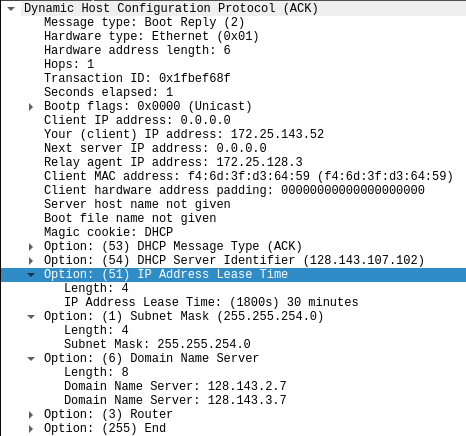 Dynamic Host Configuration Protocol (ACK)
Message type: Boot Reply (2)
Hardware type: Ethernet (0x01)
Hardware address length: 6
Hops: 1
Transaction ID: 0x1fbef68f
Seconds elapsed: 1
Bootp flags: 0x0000 (Unicast)
Client IP address: 0.0.0.0
Your (client) IP address: 172.25.143.52
Next server IP address: 0.0.0.0
Relay agent IP address: 172.25.128.3
Client MAC address: f4:6d:3f:d3:64:59 (f4:6d:3f:d3:64:59)
Client hardware address padding: 00000000000000000000
Server host name not given
Boot file name not given
Magic cookie: DHCP
Option: (53) DHCP Message Type (ACK)
Option: (54) DHCP Server Identifier (128.143.107.102)
Option: (51) IP Address Lease Time
Length: 4
IP Address Lease Time: (1800s) 30 minutes
Option: (1) Subnet Mask (255.255.254.0)
Length: 4
Subnet Mask: 255.255.254.0
Option: (6) Domain Name Server
Length: 8
Domain Name Server: 128.143.2.7
Domain Name Server: 128.143.3.7
Option: (3) Router
Option: (255) End